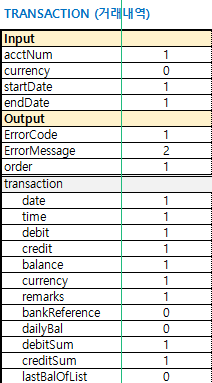 TRANSACTION (거래내역)
Input
acctNum 1
currency 0
startDate 1
endDate 1
Output
ErrorCode 1
ErrorMessage 2
order 1
transaction
date 1
time 1
debit 1
credit 1
balance 1
currency 1
remarks 1
bankReference 0
dailyBal 0
debitSum 1
creditSum 1
lastBalOfList 0